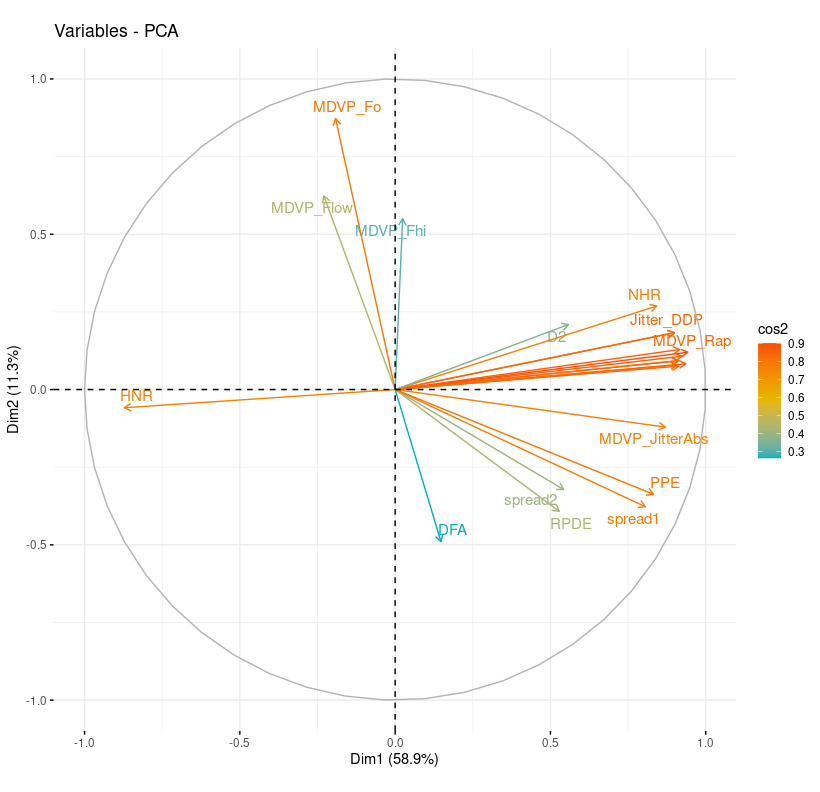 Variables - PCA
1.0
0.5
0.0
-0.5
-1.0
Dim2 (11.3%)
MDVP_Fo
MDVP_Flow
MDVP_Fhi
NHR
Jitter_DDP
D2
MDVP_Rap
HNR
MDVP_JitterAbs
PPE
spread2
spread1
RPDE
DFA
-1.0
-0.5
0.0
0.5
1.0
Dim1 (58.9%)
cos2
0.9
0.8
0.7
0.6
0.5
0.4
0.3